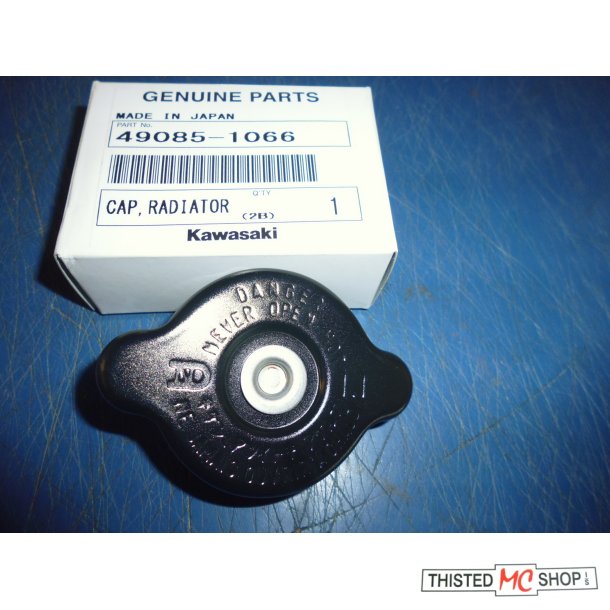 GENUINE PARTS
MADE IN JAPAN
PART No.
49085-1066
Q'TY
CAP, RADIATOR (2B) 1
Kawasaki
DANGER
NEVER OPEN
THISTED MC SHOP I/S